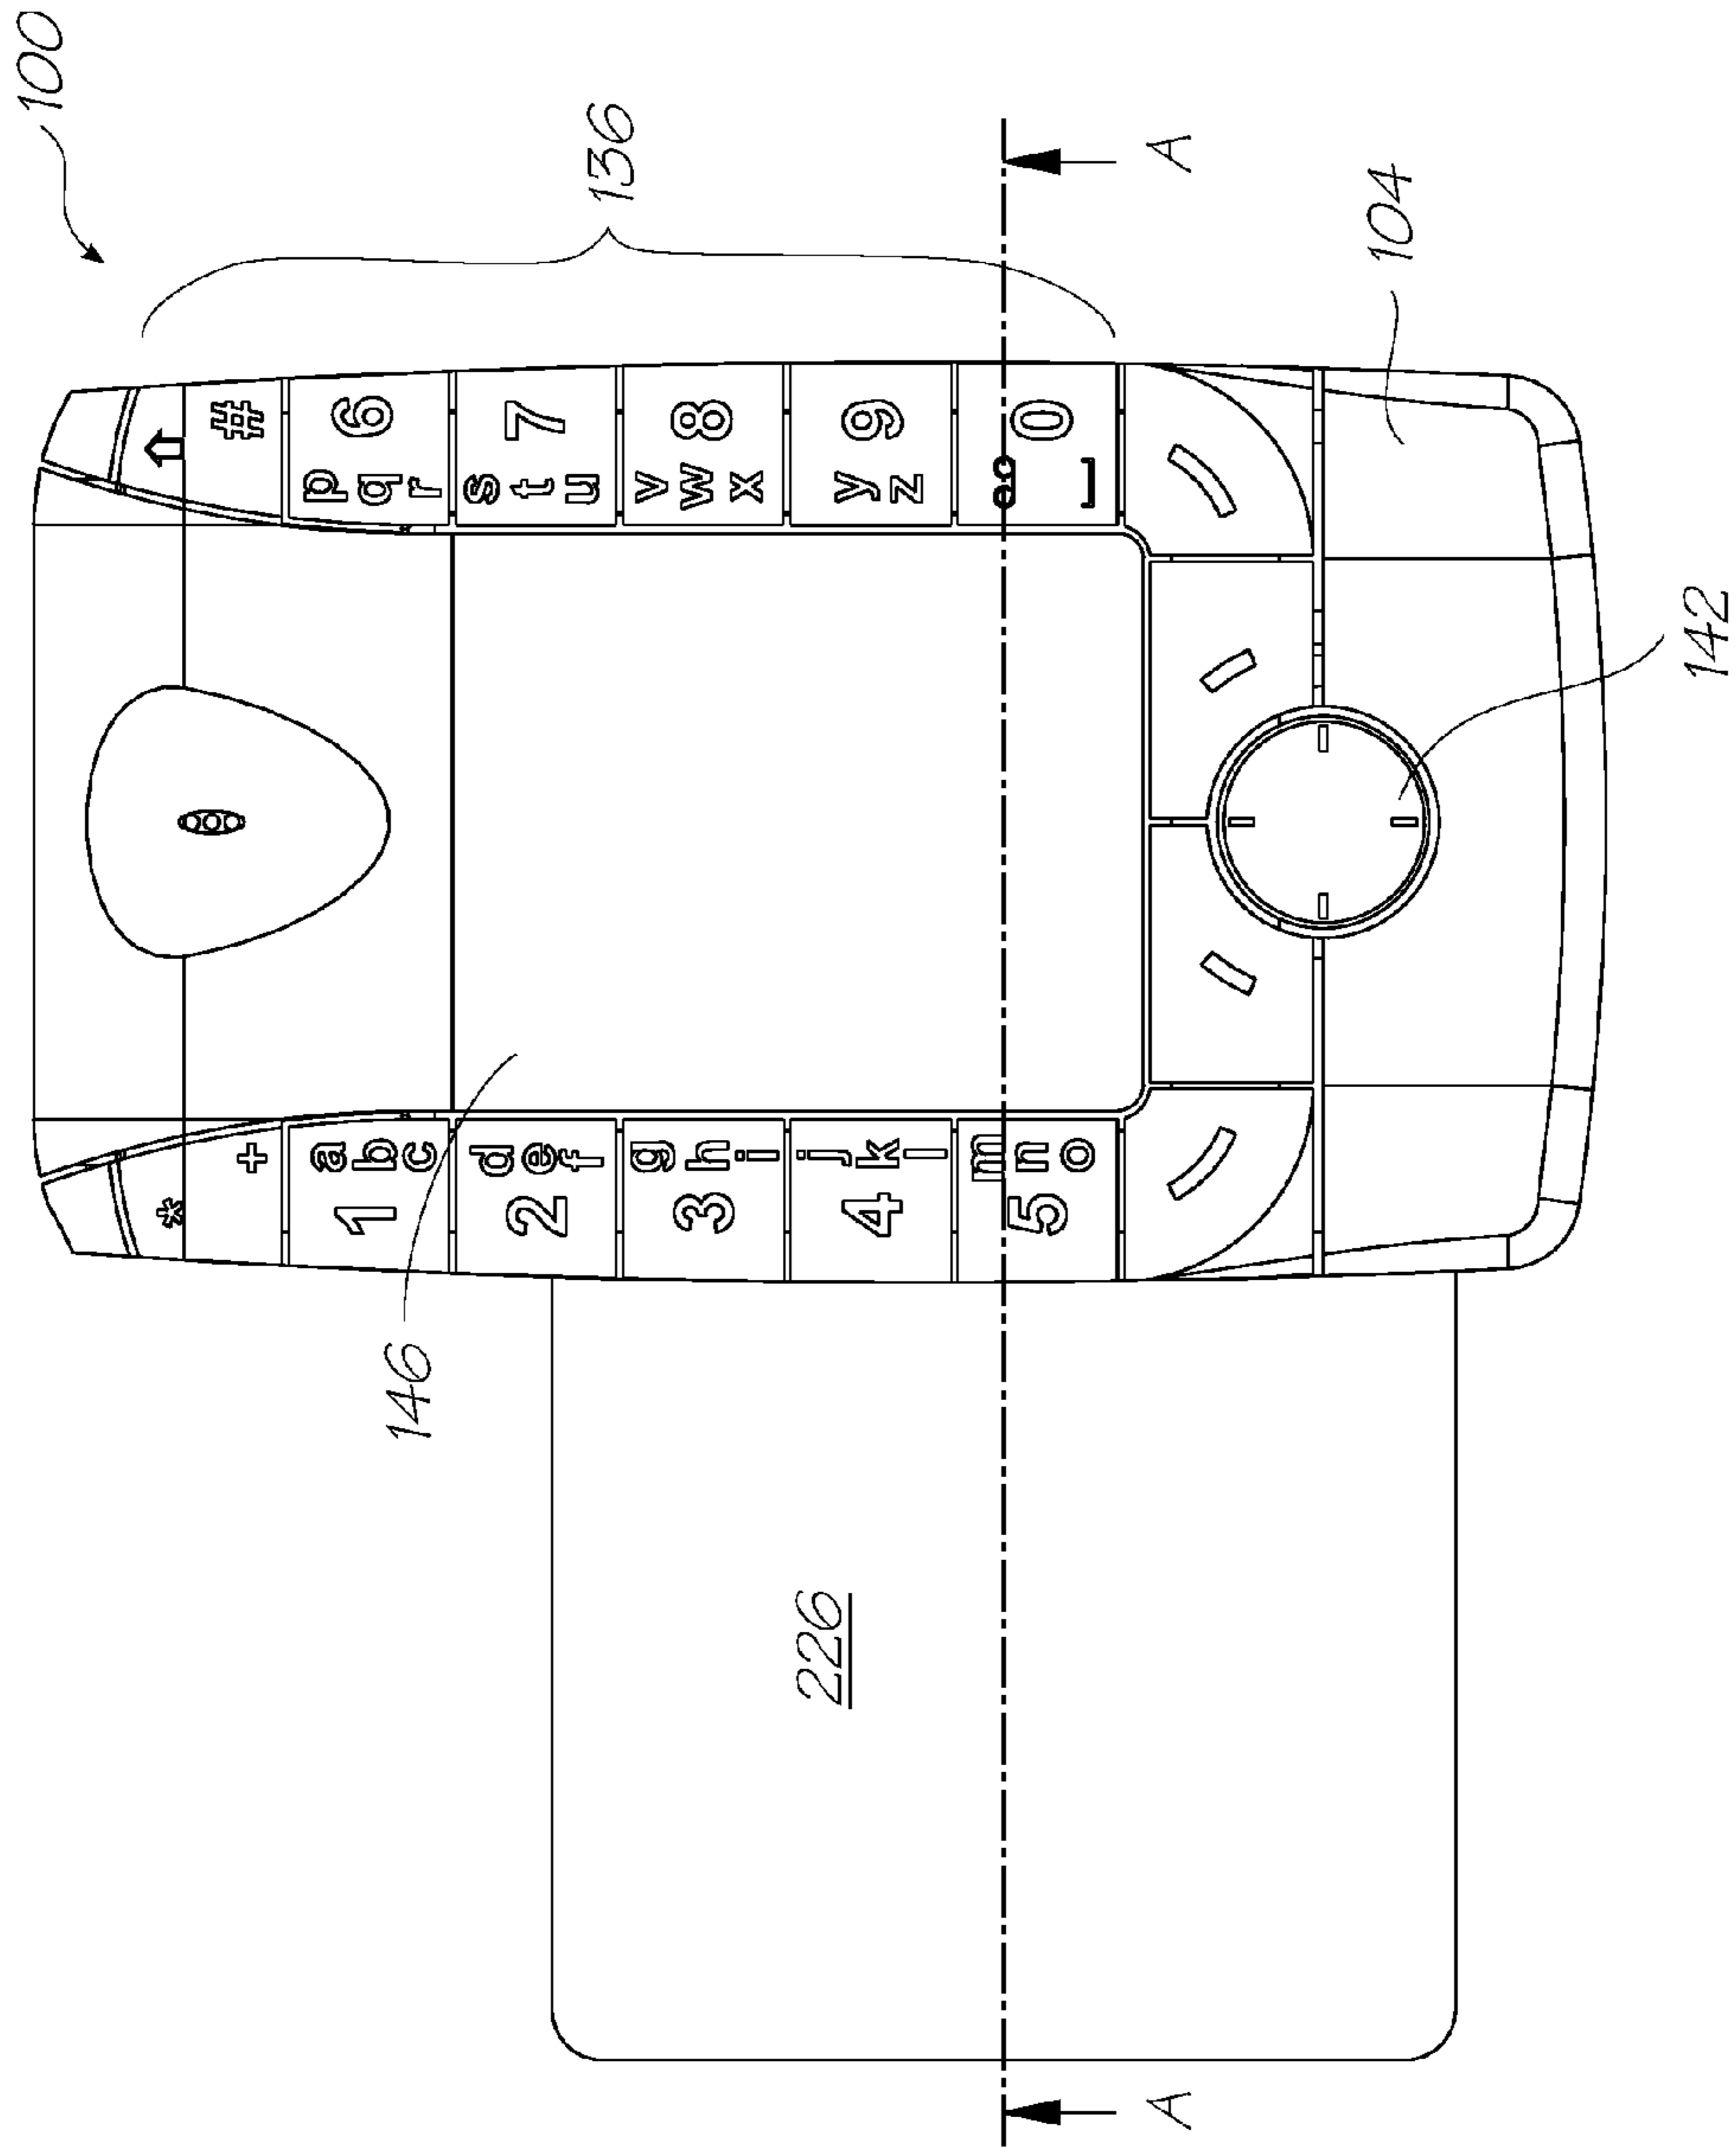 100
* ⇧
+ #
a p
1 b q 6
c r
146
d s
2 e t 7
f u
136
g v
3 h w 8
i x
226
j y
4 k z 9
l
m
5 n 0
o
A A
104
142